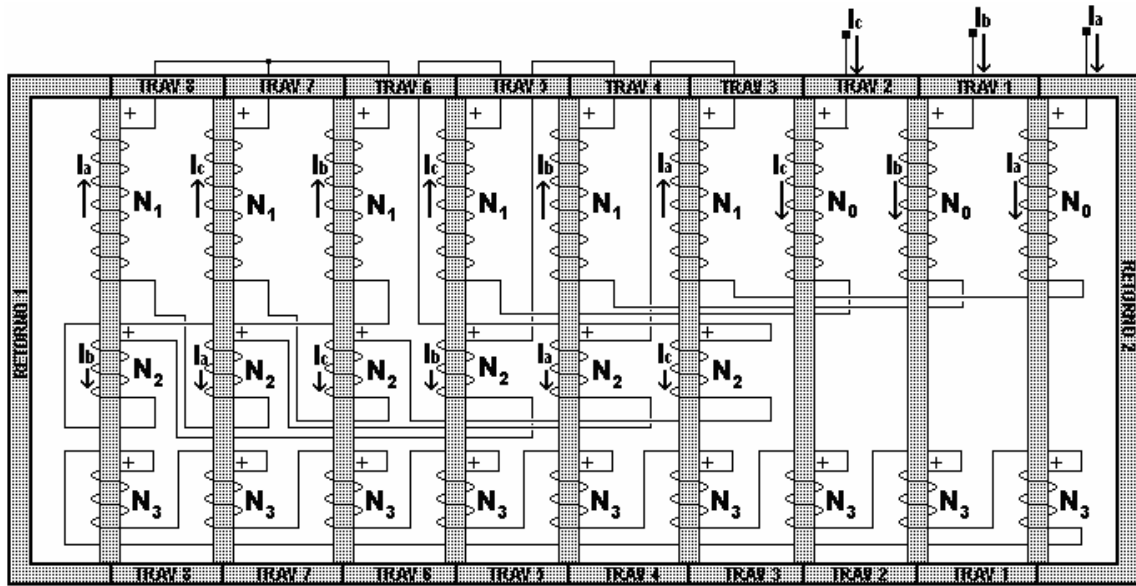 Ic Ib Ia
TRAV 8 TRAV 7 TRAV 6 TRAV 5 TRAV 4 TRAV 3 TRAV 2 TRAV 1
+ + + + + + + + +
Ia Ic Ib Ic Ib Ia Ic Ib Ia
N1 N1 N1 N1 N1 N1 N0 N0 N0
RETORNO 1
RETORNO 2
+ + + + + +
Ib Ia Ic Ib Ia Ic
N2 N2 N2 N2 N2 N2
+ + + + + + + + +
N3 N3 N3 N3 N3 N3 N3 N3 N3
TRAV 8 TRAV 7 TRAV 6 TRAV 5 TRAV 4 TRAV 3 TRAV 2 TRAV 1